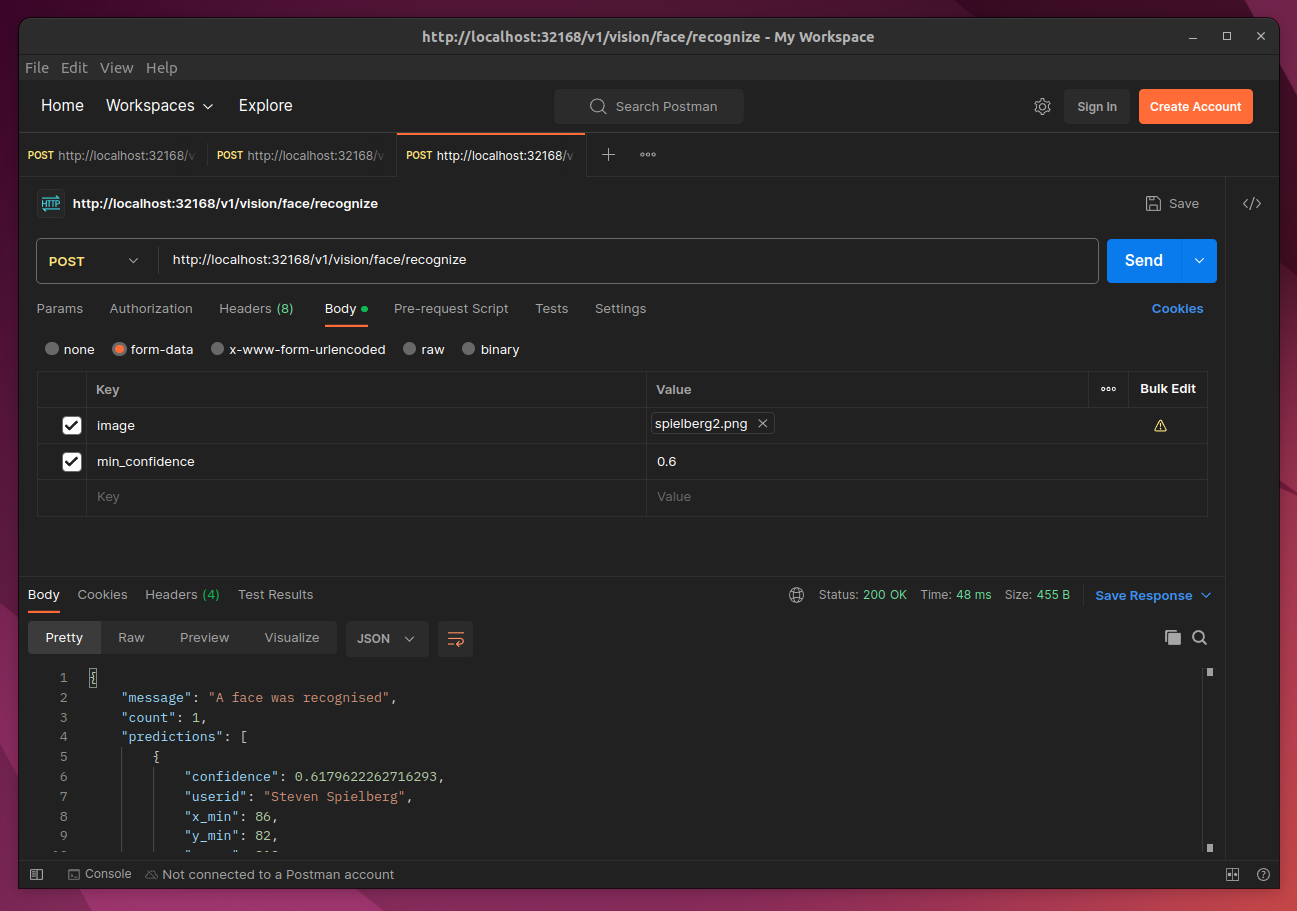 http://localhost:32168/v1/vision/face/recognize - My Workspace
File Edit View Help
Home Workspaces Explore Search Postman Sign In Create Account
POST http://localhost:32168/v POST http://localhost:32168/v POST http://localhost:32168/v
HTTP http://localhost:32168/v1/vision/face/recognize Save </>
POST http://localhost:32168/v1/vision/face/recognize Send
Params Authorization Headers (8) Body Pre-request Script Tests Settings Cookies
none form-data x-www-form-urlencoded raw binary
Key Value Bulk Edit
image spielberg2.png
min_confidence 0.6
Key Value
Body Cookies Headers (4) Test Results Status: 200 OK Time: 48 ms Size: 455 B Save Response
Pretty Raw Preview Visualize JSON
1 {
2 "message": "A face was recognised",
3 "count": 1,
4 "predictions": [
5 {
6 "confidence": 0.6179622262716293,
7 "userid": "Steven Spielberg",
8 "x_min": 86,
9 "y_min": 82,
Console Not connected to a Postman account